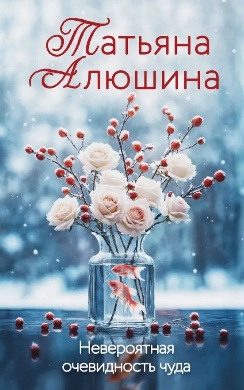 Татьяна
Алюшина
Невероятная
очевидность чуда